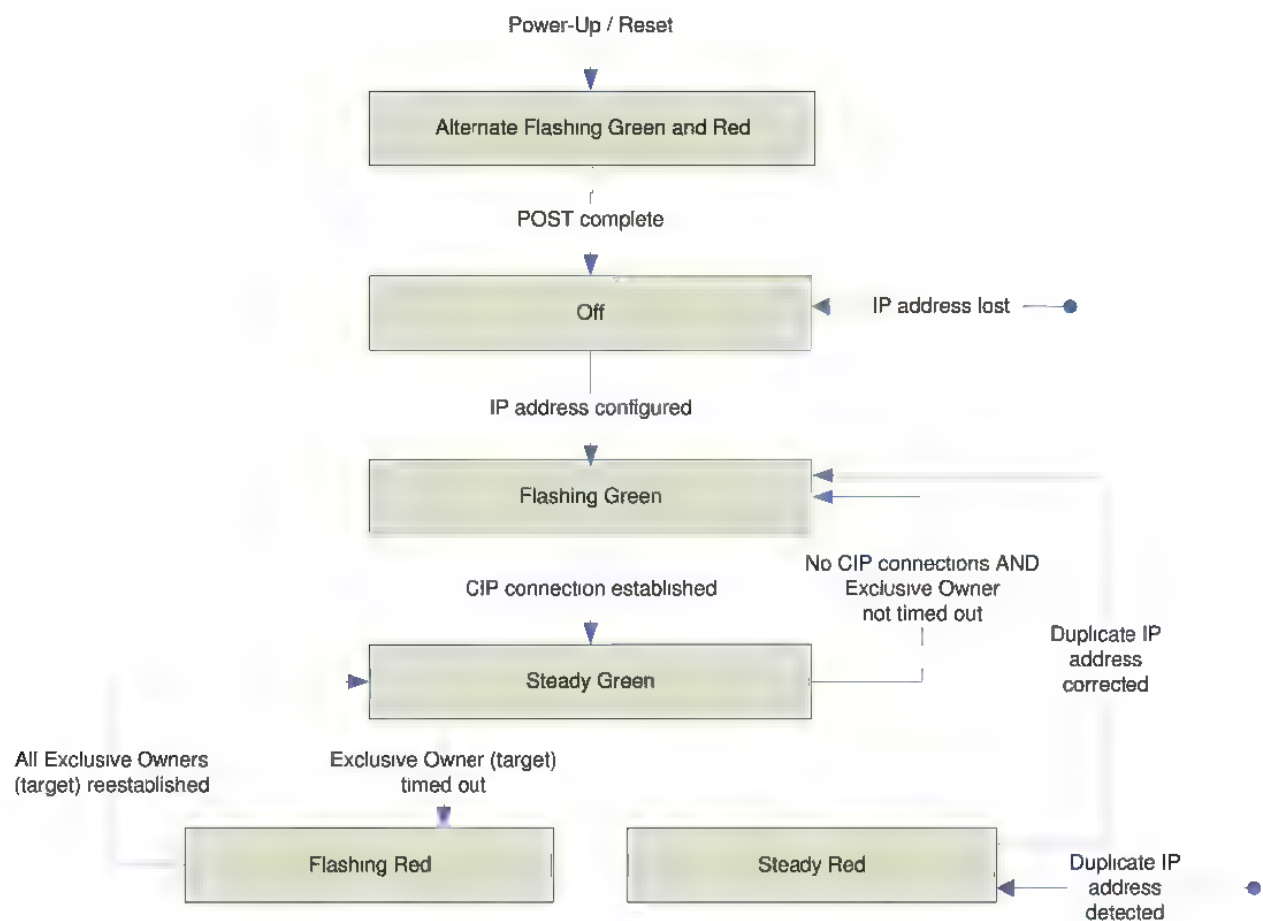 Power-Up / Reset
Alternate Flashing Green and Red
POST complete
Off
IP address lost
IP address configured
Flashing Green
CIP connection established
No CIP connections AND
Exclusive Owner
not timed out
Duplicate IP
address
corrected
Steady Green
All Exclusive Owners
(target) reestablished
Exclusive Owner (target)
timed out
Flashing Red
Steady Red
Duplicate IP
address
detected